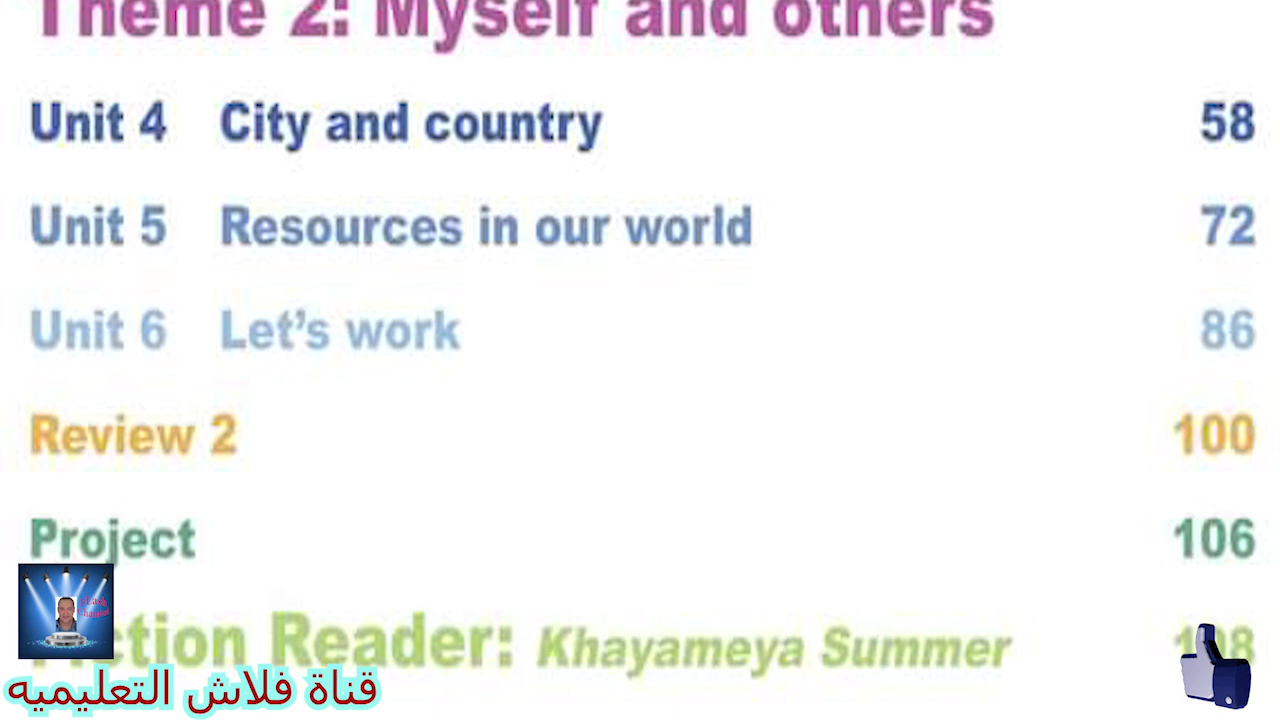 Theme 2: Myself and others
Unit 4 City and country 58
Unit 5 Resources in our world 72
Unit 6 Let's work 86
Review 2 100
Project 106
Reader: Khayameya Summer
قناة فلاش التعليميه